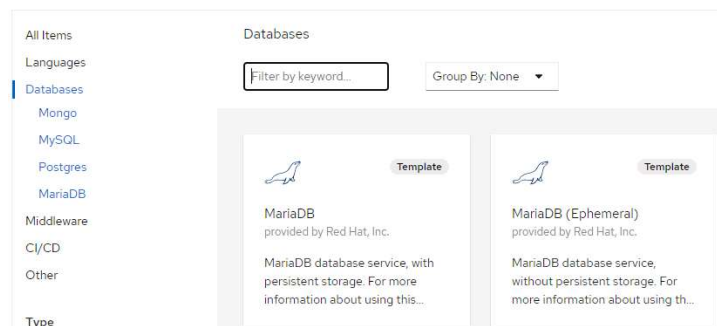 All Items
Languages
Databases
Mongo
MySQL
Postgres
MariaDB
Middleware
CI/CD
Other
Type
Databases
Filter by keyword...
Group By: None
Template
MariaDB
provided by Red Hat, Inc.
MariaDB database service, with
persistent storage. For more
information about using this...
Template
MariaDB (Ephemeral)
provided by Red Hat, Inc.
MariaDB database service,
without persistent storage. For
more information about using th...